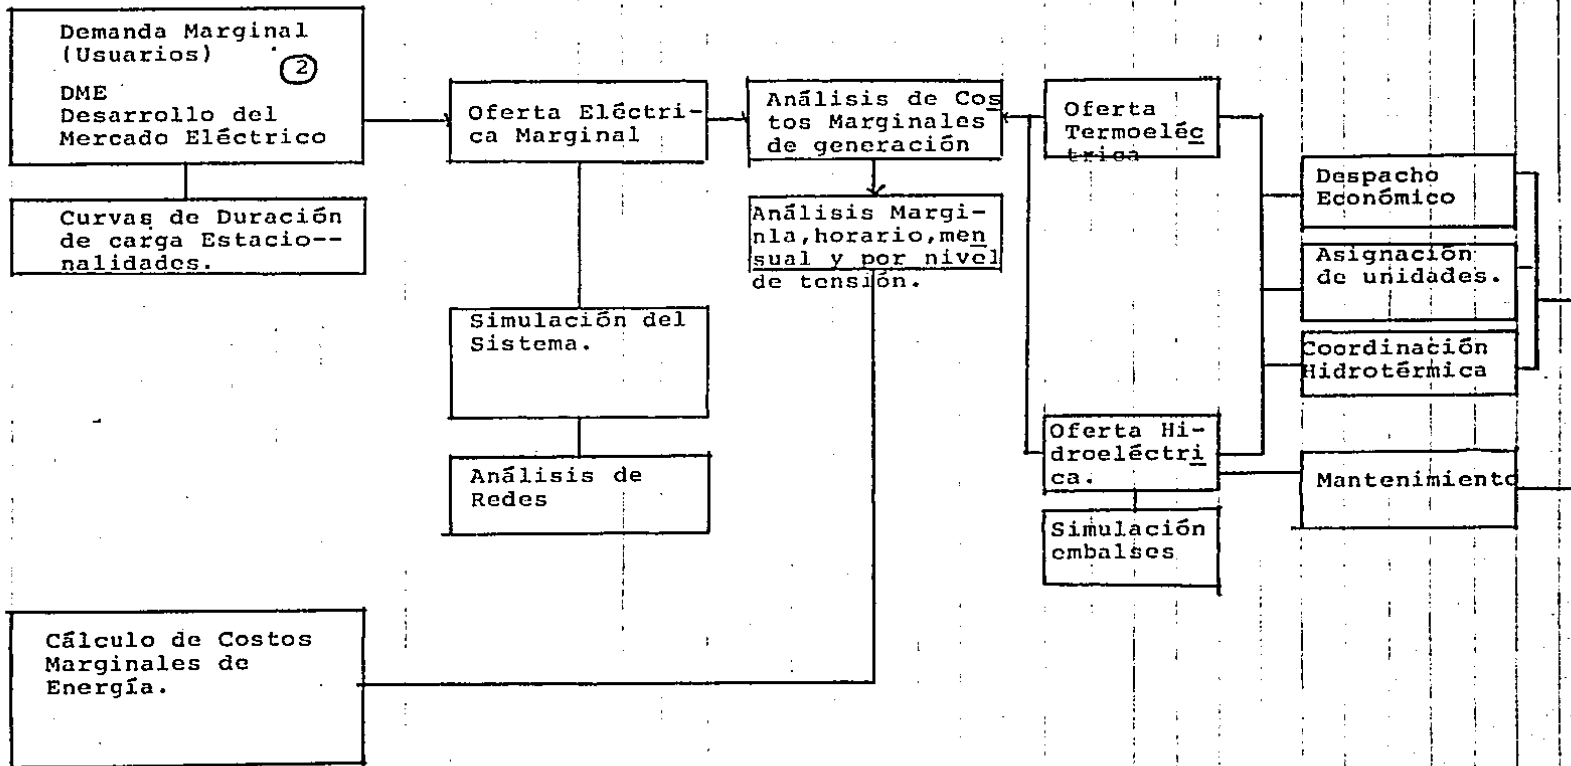 Demanda Marginal
(Usuarios)
2
DME
Desarrollo del
Mercado Eléctrico
Curvas de Duración
de carga Estacio--
nalidades.
Oferta Eléctri-
ca Marginal
Simulación del
Sistema.
Análisis de
Redes
Análisis de Cos
tos Marginales
de generación
Análisis Margi-
nla,horario,men
sual y por nivel
de tensión.
Oferta
Termoeléc
trica
Oferta Hi-
droeléctri
ca.
Simulación
embalses
Despacho
Económico
Asignación
de unidades.
Coordinación
Hidrotérmica
Mantenimiento
Cálculo de Costos
Marginales de
Energía.